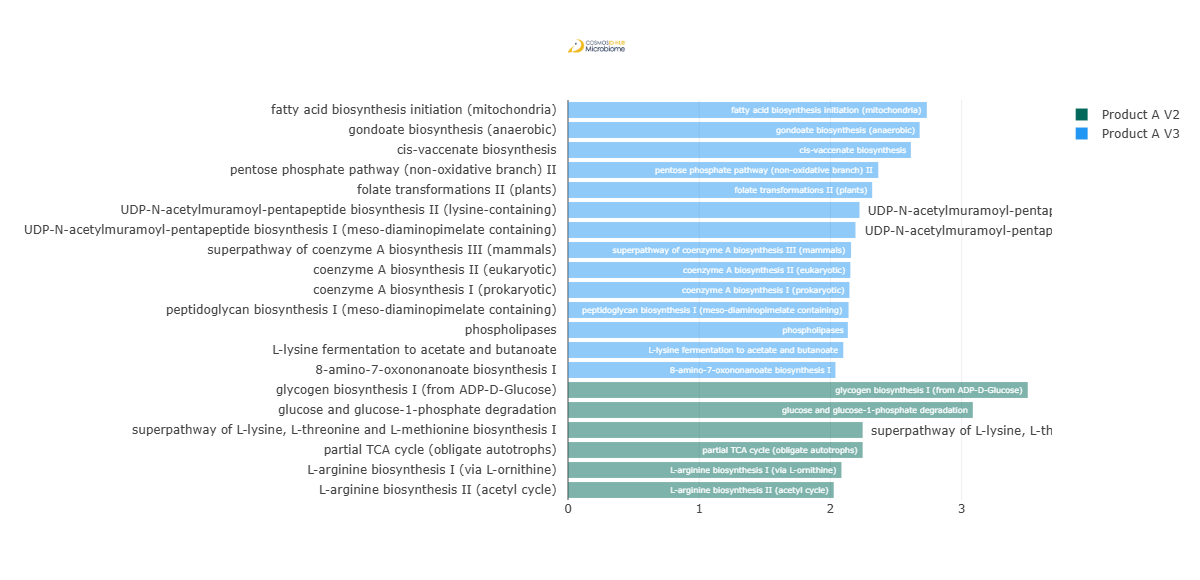 COSMOSCHILE
Microbiome
fatty acid biosynthesis initiation (mitochondria) fatty acid biosynthesis initiation (mitochondria)
Product A V2
gondoate biosynthesis (anaerobic) gondoate biosynthesis (anaerobic)
Product A V3
cis-vaccenate biosynthesis cis-vaccenate biosynthesis
pentose phosphate pathway (non-oxidative branch) II pentose phosphate pathway (non-oxidative branch) II
folate transformations II (plants) folate transformations II (plants)
UDP-N-acetylmuramoyl-pentapeptide biosynthesis II (lysine-containing) UDP-N-acetylmuramoyl-pentap
UDP-N-acetylmuramoyl-pentapeptide biosynthesis I (meso-diaminopimelate containing) UDP-N-acetylmuramoyl-pentap
superpathway of coenzyme A biosynthesis III (mammals) superpathway of coenzyme A biosynthesis III (mammals)
coenzyme A biosynthesis II (eukaryotic) coenzyme A biosynthesis II (eukaryotic)
coenzyme A biosynthesis I (prokaryotic) coenzyme A biosynthesis I (prokaryotic)
peptidoglycan biosynthesis I (meso-diaminopimelate containing) peptidoglycan biosynthesis I (meso-diaminopimelate containing)
phospholipases phospholipases
L-lysine fermentation to acetate and butanoate L-lysine fermentation to acetate and butanoate
8-amino-7-oxononanoate biosynthesis I 8-amino-7-oxononanoate biosynthesis I
glycogen biosynthesis I (from ADP-D-Glucose) glycogen biosynthesis I (from ADP-D-Glucose)
glucose and glucose-1-phosphate degradation glucose and glucose-1-phosphate degradation
superpathway of L-lysine, L-threonine and L-methionine biosynthesis I superpathway of L-lysine, L-th
partial TCA cycle (obligate autotrophs) partial TCA cycle (obligate autotrophs)
L-arginine biosynthesis I (via L-ornithine) L-arginine biosynthesis I (via L-ornithine)
L-arginine biosynthesis II (acetyl cycle) L-arginine biosynthesis II (acetyl cycle)
0 1 2 3